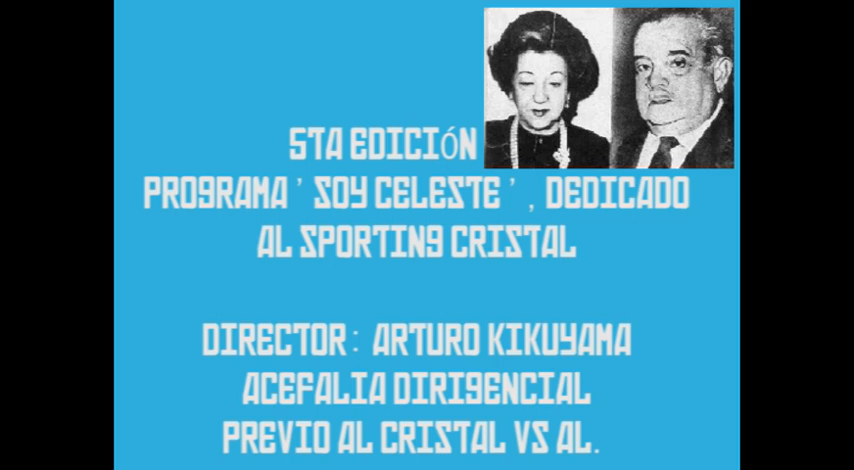 5TA EDICIÓN
PROGRAMA ' SOY CELESTE ' , DEDICADO
AL SPORTING CRISTAL
DIRECTOR: ARTURO KIKUYAMA
ACEFALIA DIRIGENCIAL
PREVIO AL CRISTAL VS AL.